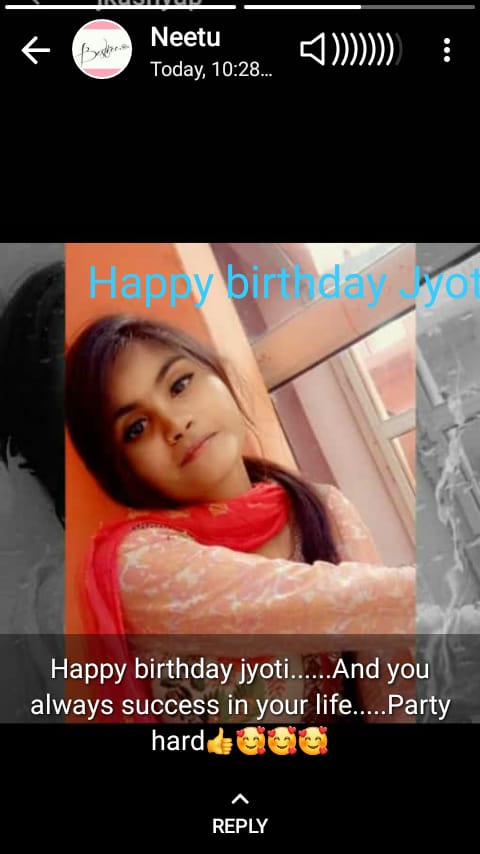 Neetu
Today, 10:28...
Happy birthday Jyot
Happy birthday jyoti......And you
always success in your life.....Party
hard👍🥰🥰🥰
REPLY